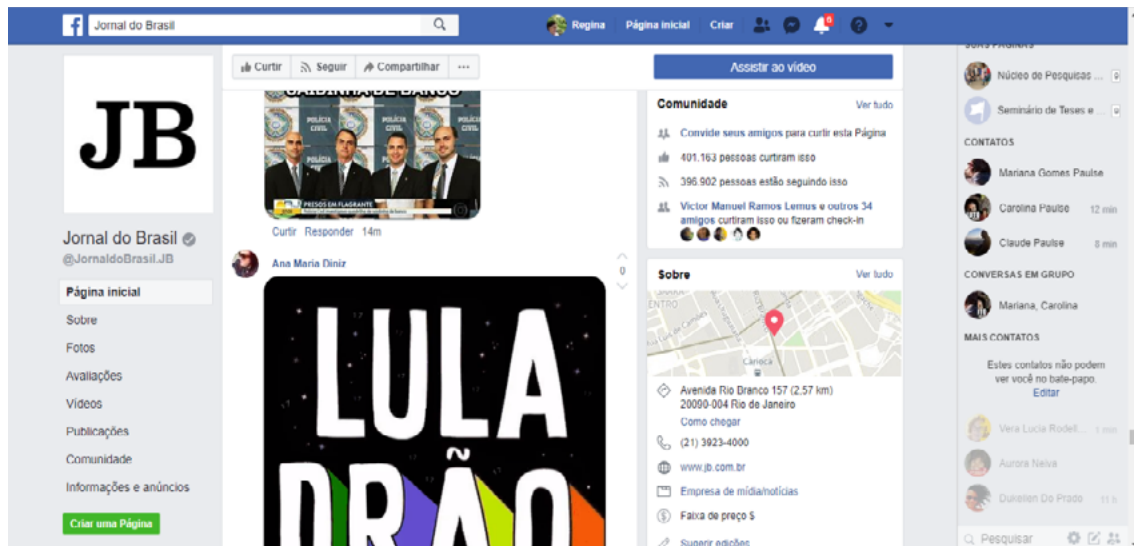 Jornal do Brasil
Regina
Página inicial
Criar
6
Curtir
Seguir
Compartilhar
Assistir ao vídeo
JB
Jornal do Brasil
@JornaldoBrasil.JB
Página inicial
Sobre
Fotos
Avaliações
Vídeos
Publicações
Comunidade
Informações e anúncios
Criar uma Página
POLÍCIA CIVIL
PRESOS EM FLAGRANTE
Curtir Responder 14m
Ana Maria Diniz
0
LULA
DRÃO
Comunidade
Ver tudo
Convide seus amigos para curtir esta Página
401.163 pessoas curtiram isso
396.902 pessoas estão seguindo isso
Victor Manuel Ramos Lemus e outros 34
amigos curtiram isso ou fizeram check-in
Sobre
Ver tudo
Carioca
Avenida Rio Branco 157 (2,57 km)
20090-004 Rio de Janeiro
Como chegar
(21) 3923-4000
www.jb.com.br
Empresa de mídia/notícias
Faixa de preço $
Sugerir edições
SUAS PÁGINAS
Núcleo de Pesquisas ...
Seminário de Teses e ...
CONTATOS
Mariana Gomes Paulse
Carolina Paulse 12 min
Claude Paulse 8 min
CONVERSAS EM GRUPO
Mariana, Carolina
MAIS CONTATOS
Estes contatos não podem
ver você no bate-papo.
Editar
Vera Lucia Rodell...
Aurora Neiva
Do Prado 11 h
Pesquisar